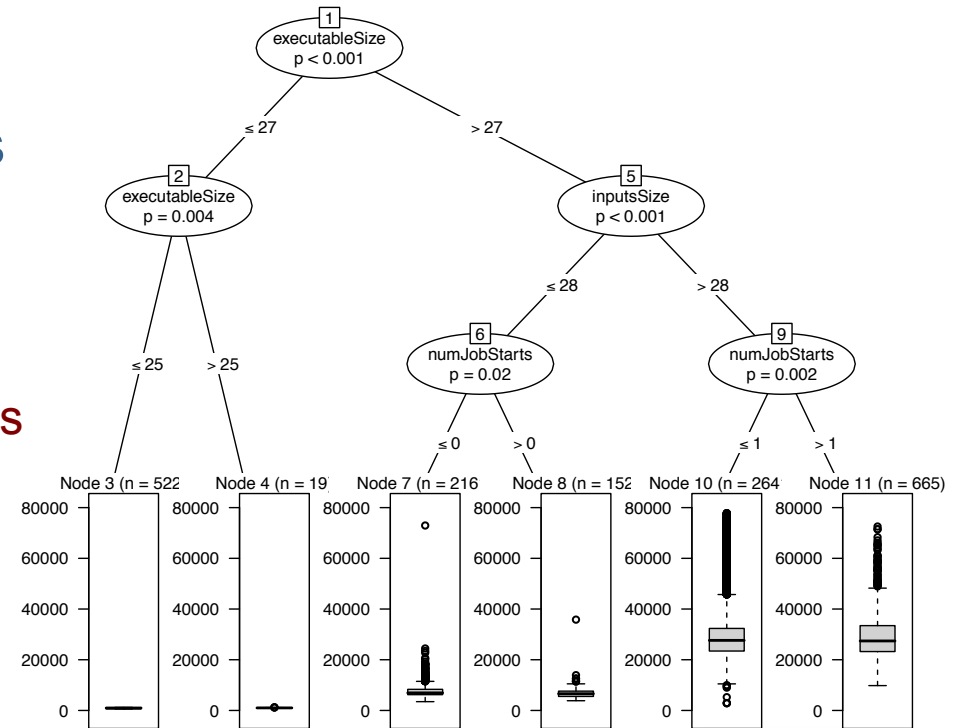 1
executableSize
p < 0.001
≤ 27
> 27
s
2
executableSize
p = 0.004
5
inputsSize
p < 0.001
≤ 28
> 28
6
numJobStarts
p = 0.02
9
numJobStarts
p = 0.002
≤ 25
> 25
s
≤ 0
> 0
≤ 1
> 1
Node 3 (n = 522
Node 4 (n = 19)
Node 7 (n = 216
Node 8 (n = 152
Node 10 (n = 264
Node 11 (n = 665)
80000 80000 80000 80000 80000 80000
60000 60000 60000 60000 60000 60000
40000 40000 40000 40000 40000 40000
20000 20000 20000 20000 20000 20000
0 0 0 0 0 0